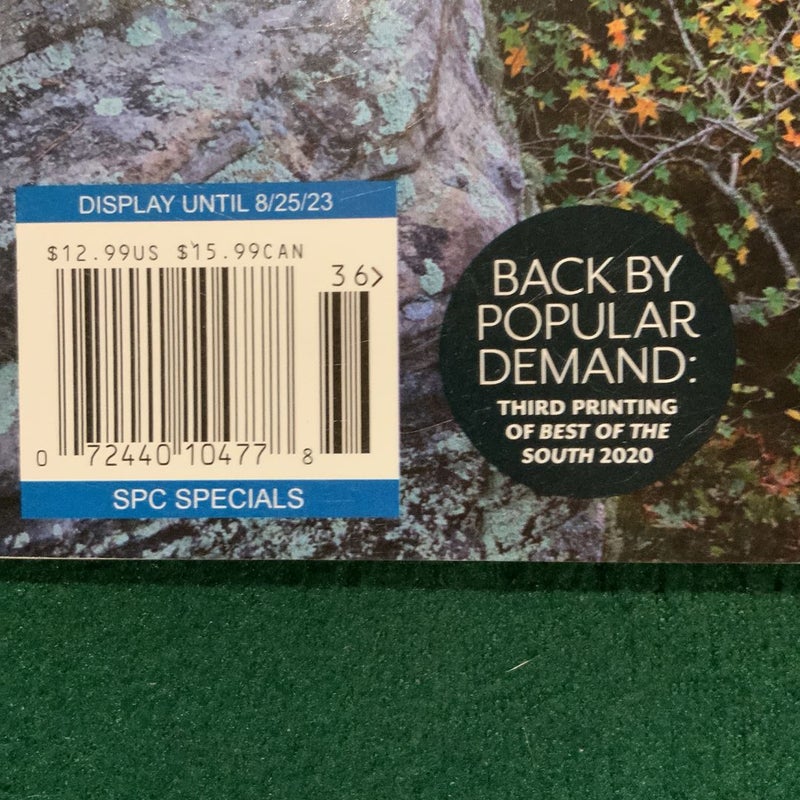 DISPLAY UNTIL 8/25/23
$12.99US $15.99CAN
36>
0 72440 10477 8
SPC SPECIALS
BACK BY
POPULAR
DEMAND:
THIRD PRINTING
OF BEST OF THE
SOUTH 2020